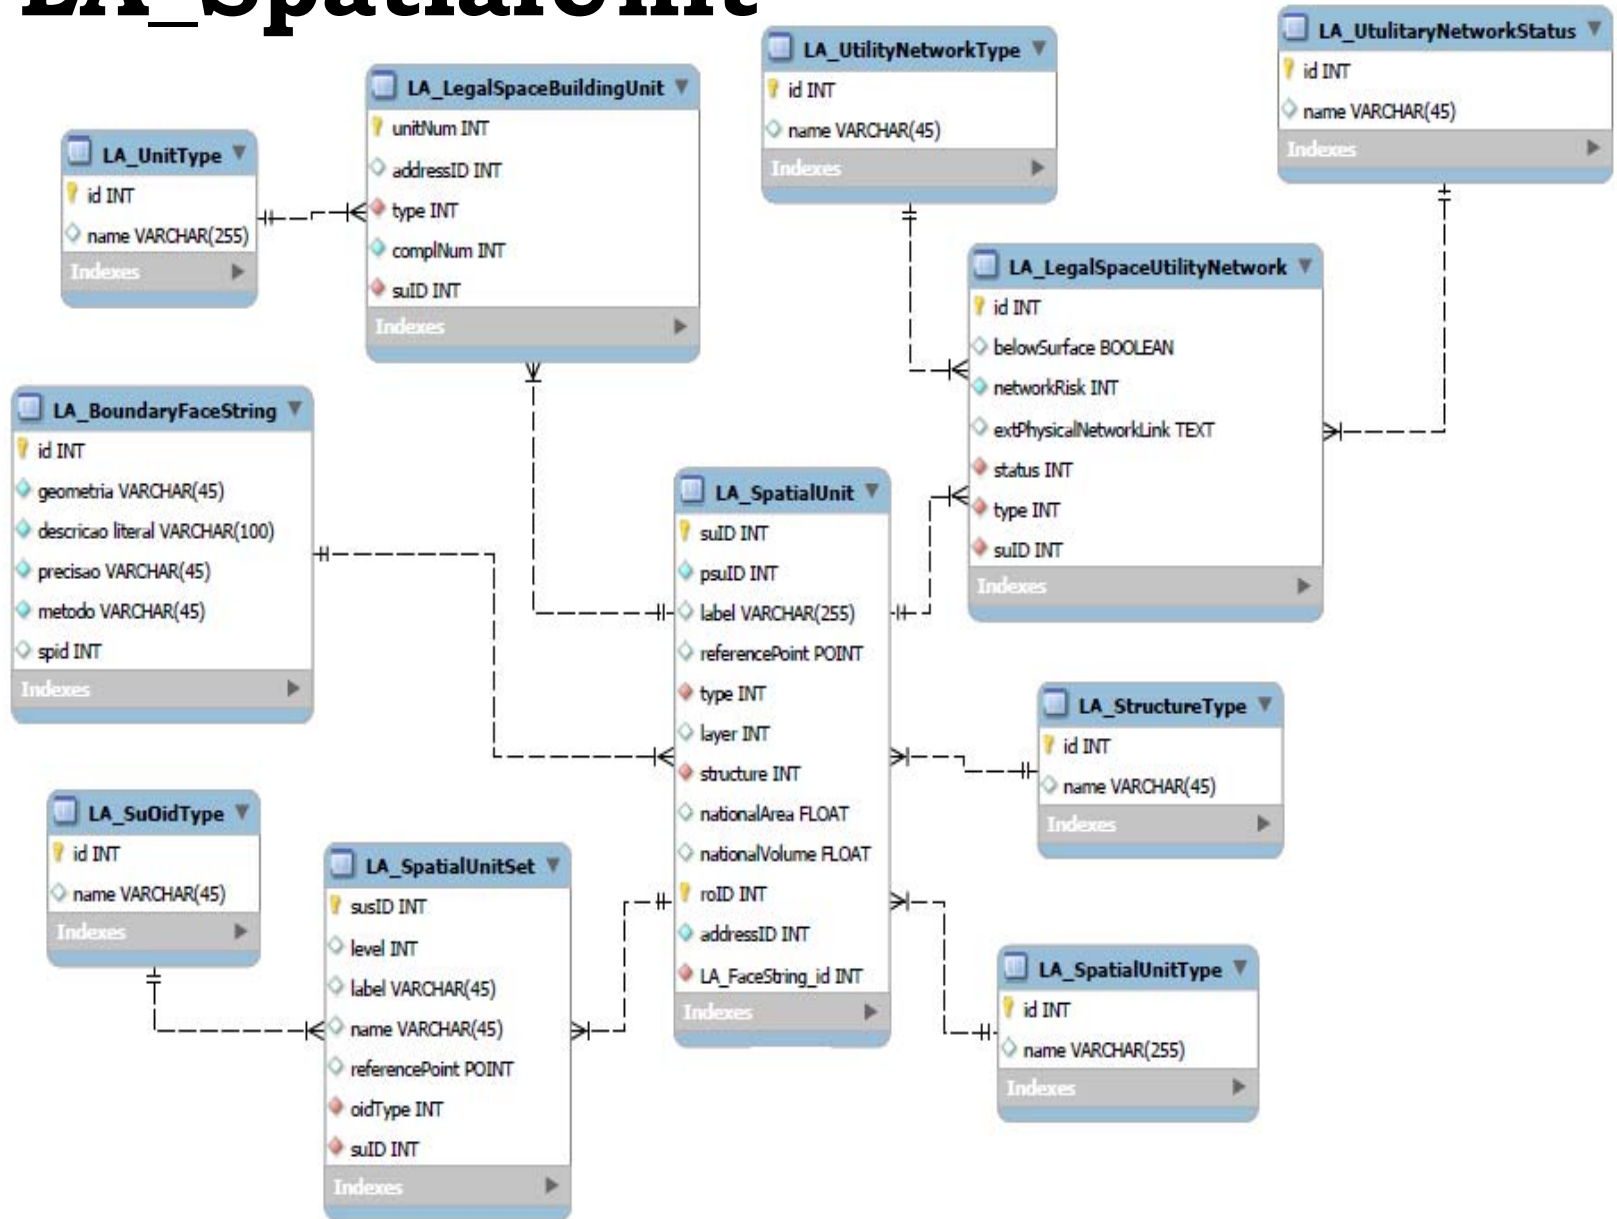 LA_SpatialUnit
LA_UtilityNetworkType
id INT
name VARCHAR(45)
Indexes
LA_UtulitaryNetworkStatus
id INT
name VARCHAR(45)
Indexes
LA_LegalSpaceBuildingUnit
unitNum INT
addressID INT
type INT
complNum INT
suID INT
Indexes
LA_UnitType
id INT
name VARCHAR(255)
Indexes
LA_LegalSpaceUtilityNetwork
id INT
belowSurface BOOLEAN
networkRisk INT
extPhysicalNetworkLink TEXT
status INT
type INT
suID INT
Indexes
LA_BoundaryFaceString
id INT
geometria VARCHAR(45)
descricao literal VARCHAR(100)
precisao VARCHAR(45)
metodo VARCHAR(45)
spid INT
Indexes
LA_SpatialUnit
suID INT
psuID INT
label VARCHAR(255)
referencePoint POINT
type INT
layer INT
structure INT
nationalArea FLOAT
nationalVolume FLOAT
roID INT
addressID INT
LA_FaceString_id INT
Indexes
LA_StructureType
id INT
name VARCHAR(45)
Indexes
LA_SuOidType
id INT
name VARCHAR(45)
Indexes
LA_SpatialUnitSet
susID INT
level INT
label VARCHAR(45)
name VARCHAR(45)
referencePoint POINT
oidType INT
suID INT
Indexes
LA_SpatialUnitType
id INT
name VARCHAR(255)
Indexes